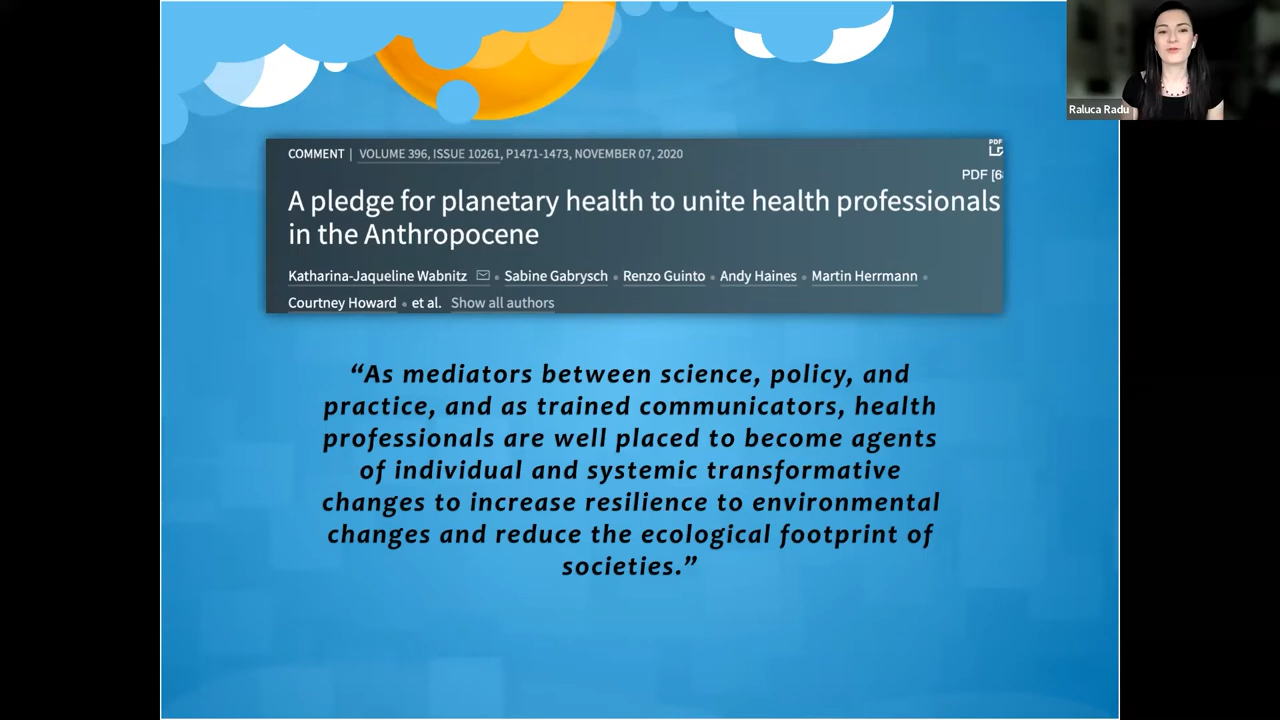 Raluca Radu
COMMENT | VOLUME 396, ISSUE 10261, P1471-1473, NOVEMBER 07, 2020
PDF
PDF [6
A pledge for planetary health to unite health professionals
in the Anthropocene
Katharina-Jaqueline Wabnitz • Sabine Gabrysch • Renzo Guinto • Andy Haines • Martin Herrmann •
Courtney Howard • et al. Show all authors
“As mediators between science, policy, and
practice, and as trained communicators, health
professionals are well placed to become agents
of individual and systemic transformative
changes to increase resilience to environmental
changes and reduce the ecological footprint of
societies.”